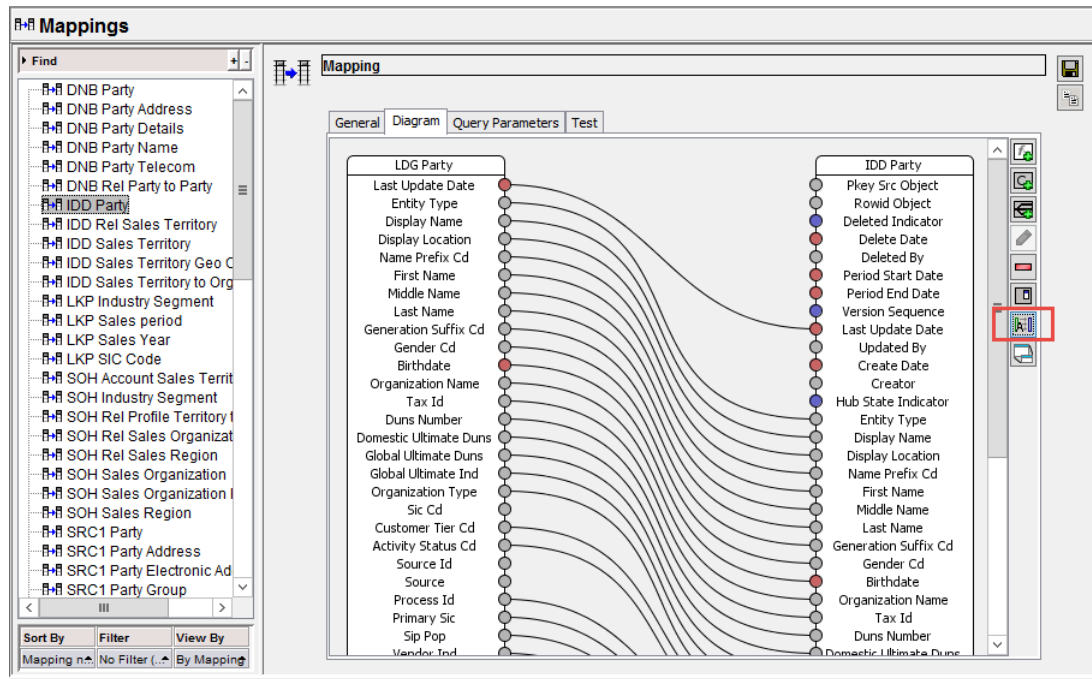 Mappings
Find
+ -
DNB Party
DNB Party Address
DNB Party Details
DNB Party Name
DNB Party Telecom
DNB Rel Party to Party
IDD Party
IDD Rel Sales Territory
IDD Sales Territory
IDD Sales Territory Geo C
IDD Sales Territory to Org
LKP Industry Segment
LKP Sales period
LKP Sales Year
LKP SIC Code
SOH Account Sales Territ
SOH Industry Segment
SOH Rel Profile Territory t
SOH Rel Sales Organizat
SOH Rel Sales Region
SOH Sales Organization
SOH Sales Organization I
SOH Sales Region
SRC1 Party
SRC1 Party Address
SRC1 Party Electronic Ad
SRC1 Party Group
Sort By Filter View By
Mapping n... No Filter (... By Mapping
Mapping
General Diagram Query Parameters Test
LDG Party
Last Update Date
Entity Type
Display Name
Display Location
Name Prefix Cd
First Name
Middle Name
Last Name
Generation Suffix Cd
Gender Cd
Birthdate
Organization Name
Tax Id
Duns Number
Domestic Ultimate Duns
Global Ultimate Duns
Global Ultimate Ind
Organization Type
Sic Cd
Customer Tier Cd
Activity Status Cd
Source Id
Source
Process Id
Primary Sic
Sip Pop
Vendor Ind
IDD Party
Pkey Src Object
Rowid Object
Deleted Indicator
Delete Date
Deleted By
Period Start Date
Period End Date
Version Sequence
Last Update Date
Updated By
Create Date
Creator
Hub State Indicator
Entity Type
Display Name
Display Location
Name Prefix Cd
First Name
Middle Name
Last Name
Generation Suffix Cd
Gender Cd
Birthdate
Organization Name
Tax Id
Duns Number
Domestic Ultimate Duns